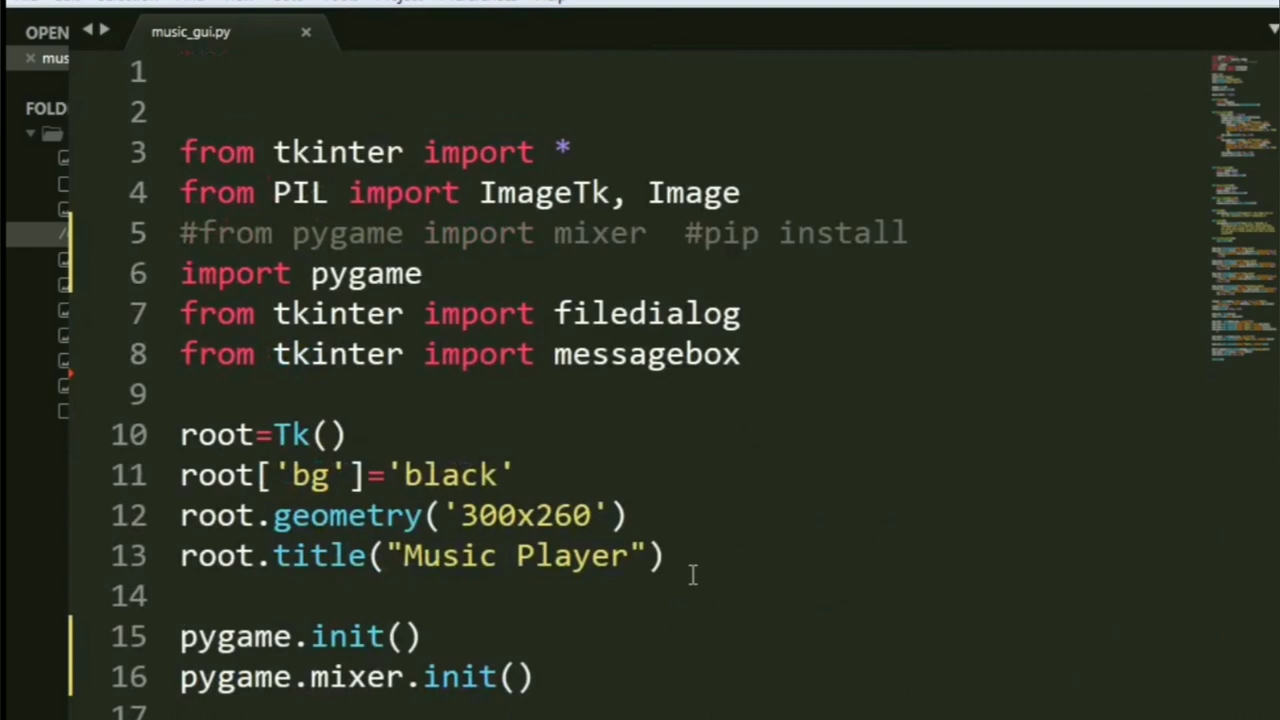 OPEN
music_gui.py
mus
FOLD
1
2
3 from tkinter import *
4 from PIL import ImageTk, Image
5 #from pygame import mixer  #pip install
6 import pygame
7 from tkinter import filedialog
8 from tkinter import messagebox
9
10 root=Tk()
11 root['bg']='black'
12 root.geometry('300x260')
13 root.title("Music Player")
14
15 pygame.init()
16 pygame.mixer.init()
17